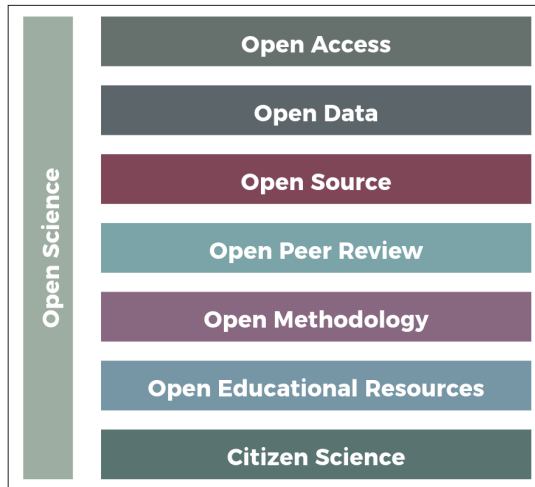 Open Science
Open Access
Open Data
Open Source
Open Peer Review
Open Methodology
Open Educational Resources
Citizen Science